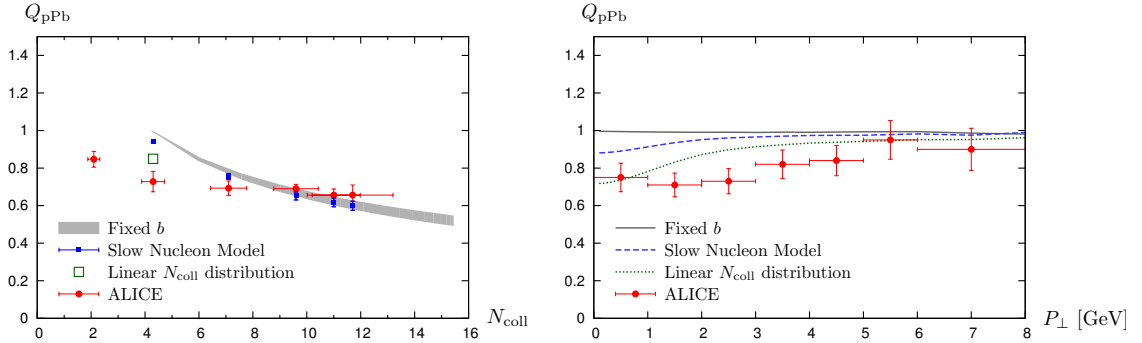 Q_pPb
1.4
1.2
1
0.8
0.6
0.4
0.2
0
Fixed b
Slow Nucleon Model
Linear N_coll distribution
ALICE
0 2 4 6 8 10 12 14 16
N_coll
Q_pPb
1.4
1.2
1
0.8
0.6
0.4
0.2
0
Fixed b
Slow Nucleon Model
Linear N_coll distribution
ALICE
0 1 2 3 4 5 6 7 8
P_⊥ [GeV]